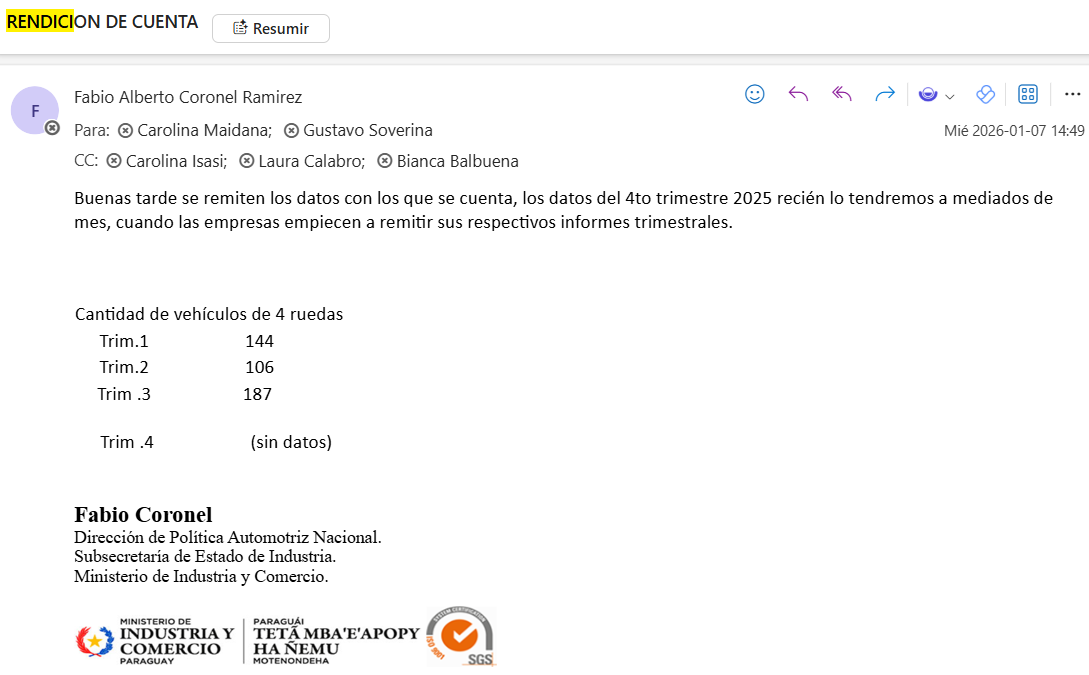 RENDICION DE CUENTA
Resumir
F
Fabio Alberto Coronel Ramirez
Para: Carolina Maidana; Gustavo Soverina
Mié 2026-01-07 14:49
CC: Carolina Isasi; Laura Calabro; Bianca Balbuena
Buenas tarde se remiten los datos con los que se cuenta, los datos del 4to trimestre 2025 recién lo tendremos a mediados de
mes, cuando las empresas empiecen a remitir sus respectivos informes trimestrales.
Cantidad de vehículos de 4 ruedas
Trim.1 144
Trim.2 106
Trim .3 187
Trim .4 (sin datos)
Fabio Coronel
Dirección de Política Automotriz Nacional.
Subsecretaría de Estado de Industria.
Ministerio de Industria y Comercio.
MINISTERIO DE
INDUSTRIA Y
COMERCIO
PARAGUAY
PARAGUÁI
TETÃ MBA'E'APOPY
HA ÑEMU
MOTENONDEHA
SYSTEM CERTIFICATION
ISO 9001
SGS